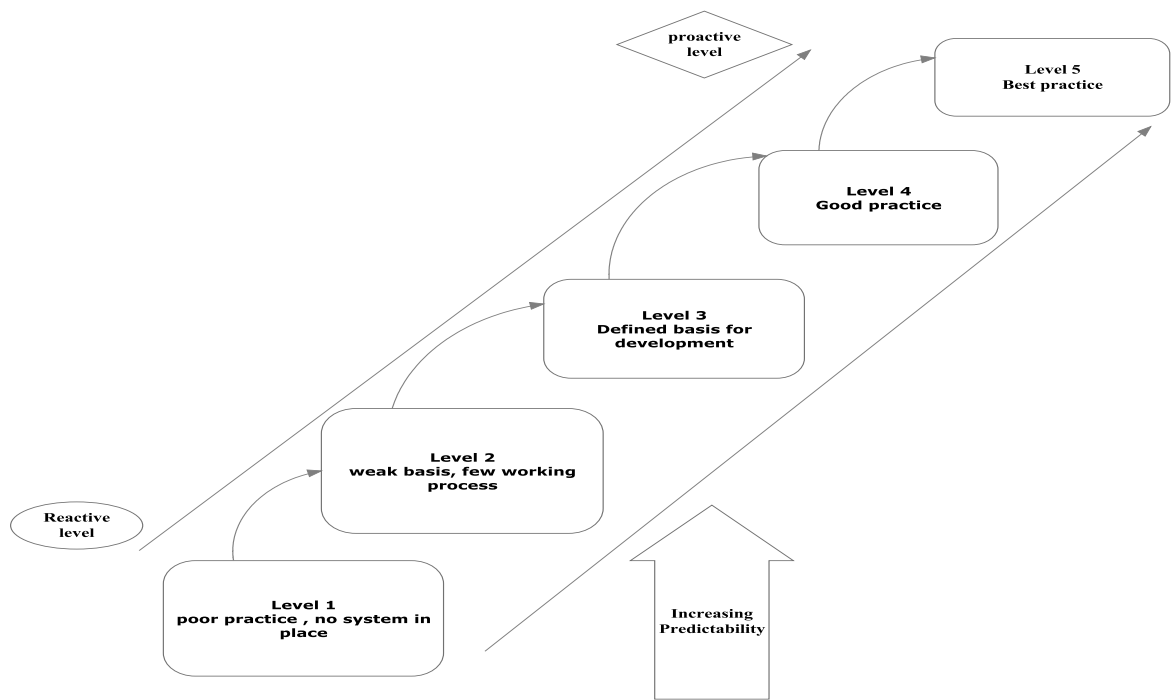 proactive
level
Level 5
Best practice
Level 4
Good practice
Level 3
Defined basis for
development
Level 2
weak basis, few working
process
Reactive
level
Level 1
poor practice , no system in
place
Increasing
Predictability